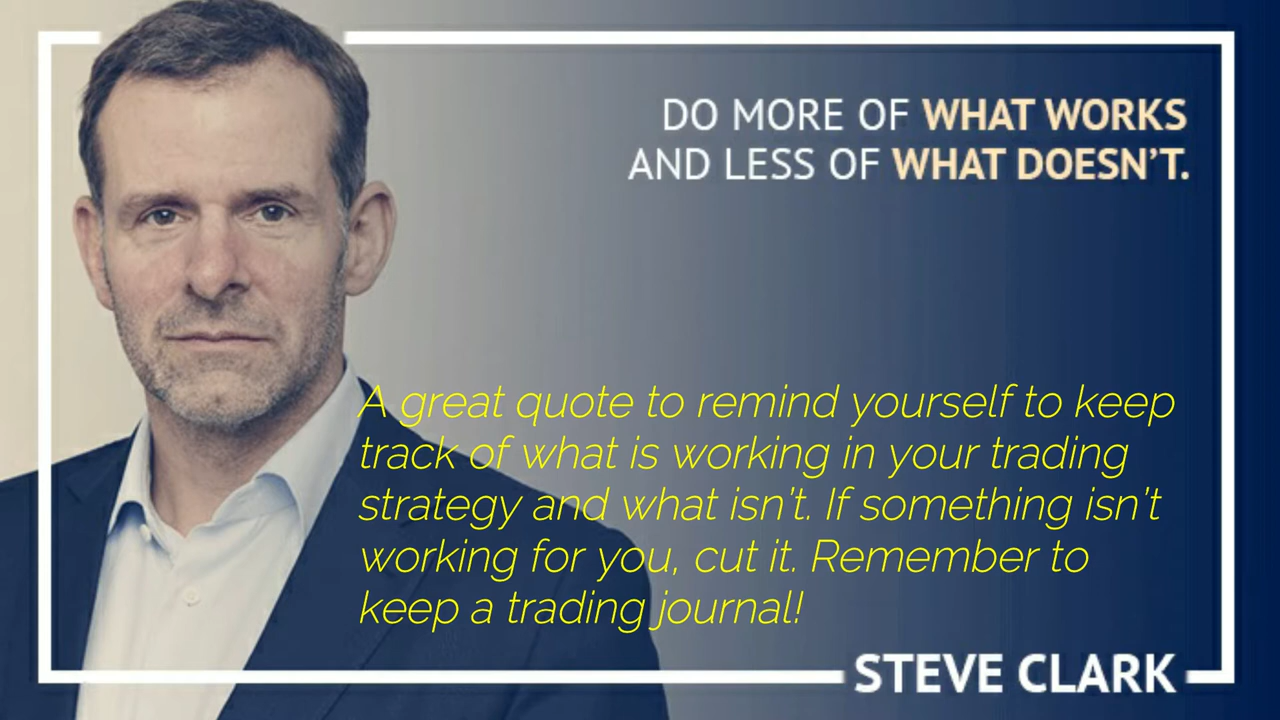 DO MORE OF WHAT WORKS
AND LESS OF WHAT DOESN'T.
A great quote to remind yourself to keep
track of what is working in your trading
strategy and what isn't. If something isn't
working for you, cut it. Remember to
keep a trading journal!
STEVE CLARK